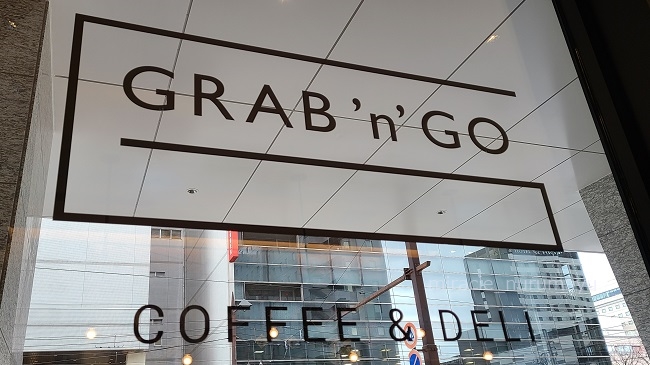 GRAB 'n' GO
COFFEE & DELI